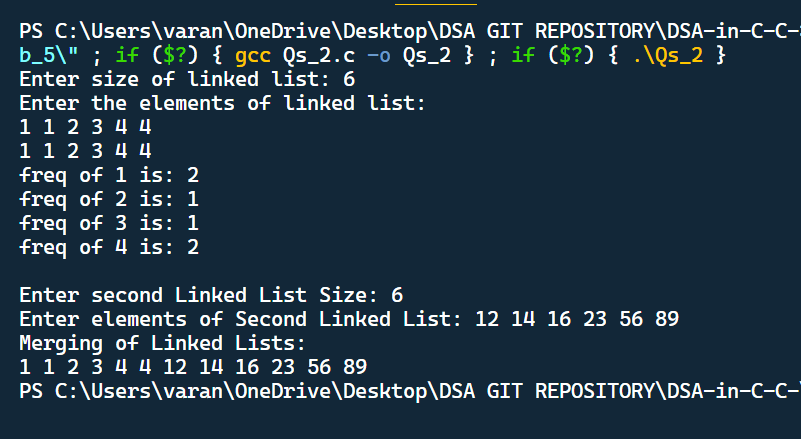 PS C:\Users\varan\OneDrive\Desktop\DSA GIT REPOSITORY\DSA-in-C-C-
b_5\" ; if ($?) { gcc Qs_2.c -o Qs_2 } ; if ($?) { .\Qs_2 }
Enter size of linked list: 6
Enter the elements of linked list:
1 1 2 3 4 4
1 1 2 3 4 4
freq of 1 is: 2
freq of 2 is: 1
freq of 3 is: 1
freq of 4 is: 2
Enter second Linked List Size: 6
Enter elements of Second Linked List: 12 14 16 23 56 89
Merging of Linked Lists:
1 1 2 3 4 4 12 14 16 23 56 89
PS C:\Users\varan\OneDrive\Desktop\DSA GIT REPOSITORY\DSA-in-C-C-